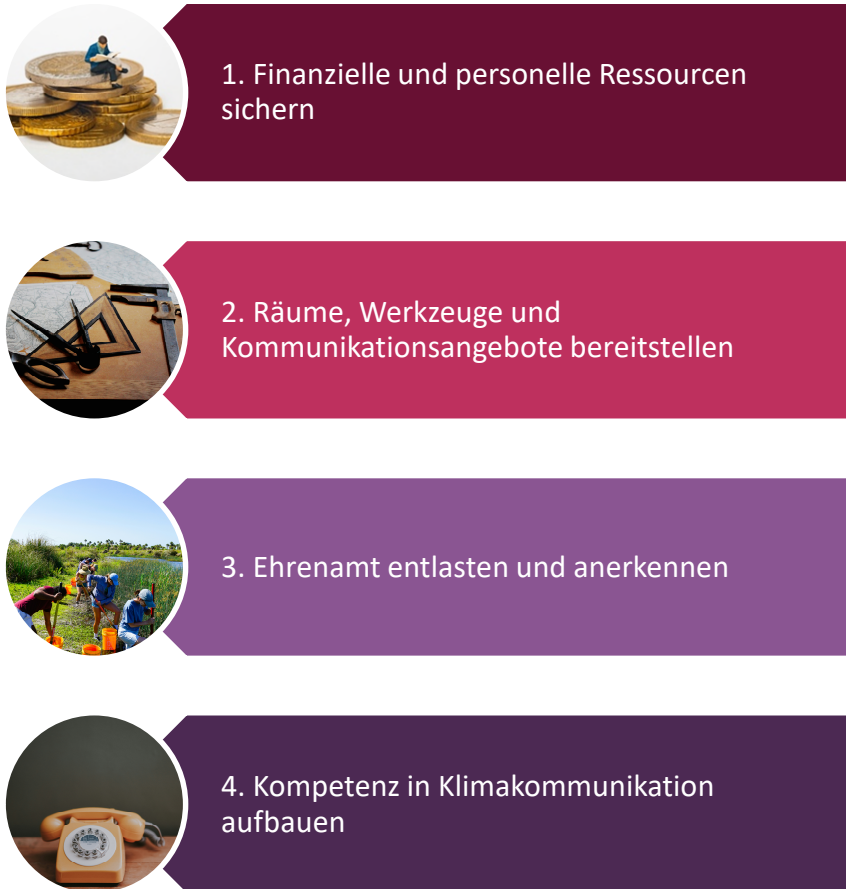 1. Finanzielle und personelle Ressourcen
sichern
2. Räume, Werkzeuge und
Kommunikationsangebote bereitstellen
3. Ehrenamt entlasten und anerkennen
4. Kompetenz in Klimakommunikation
aufbauen